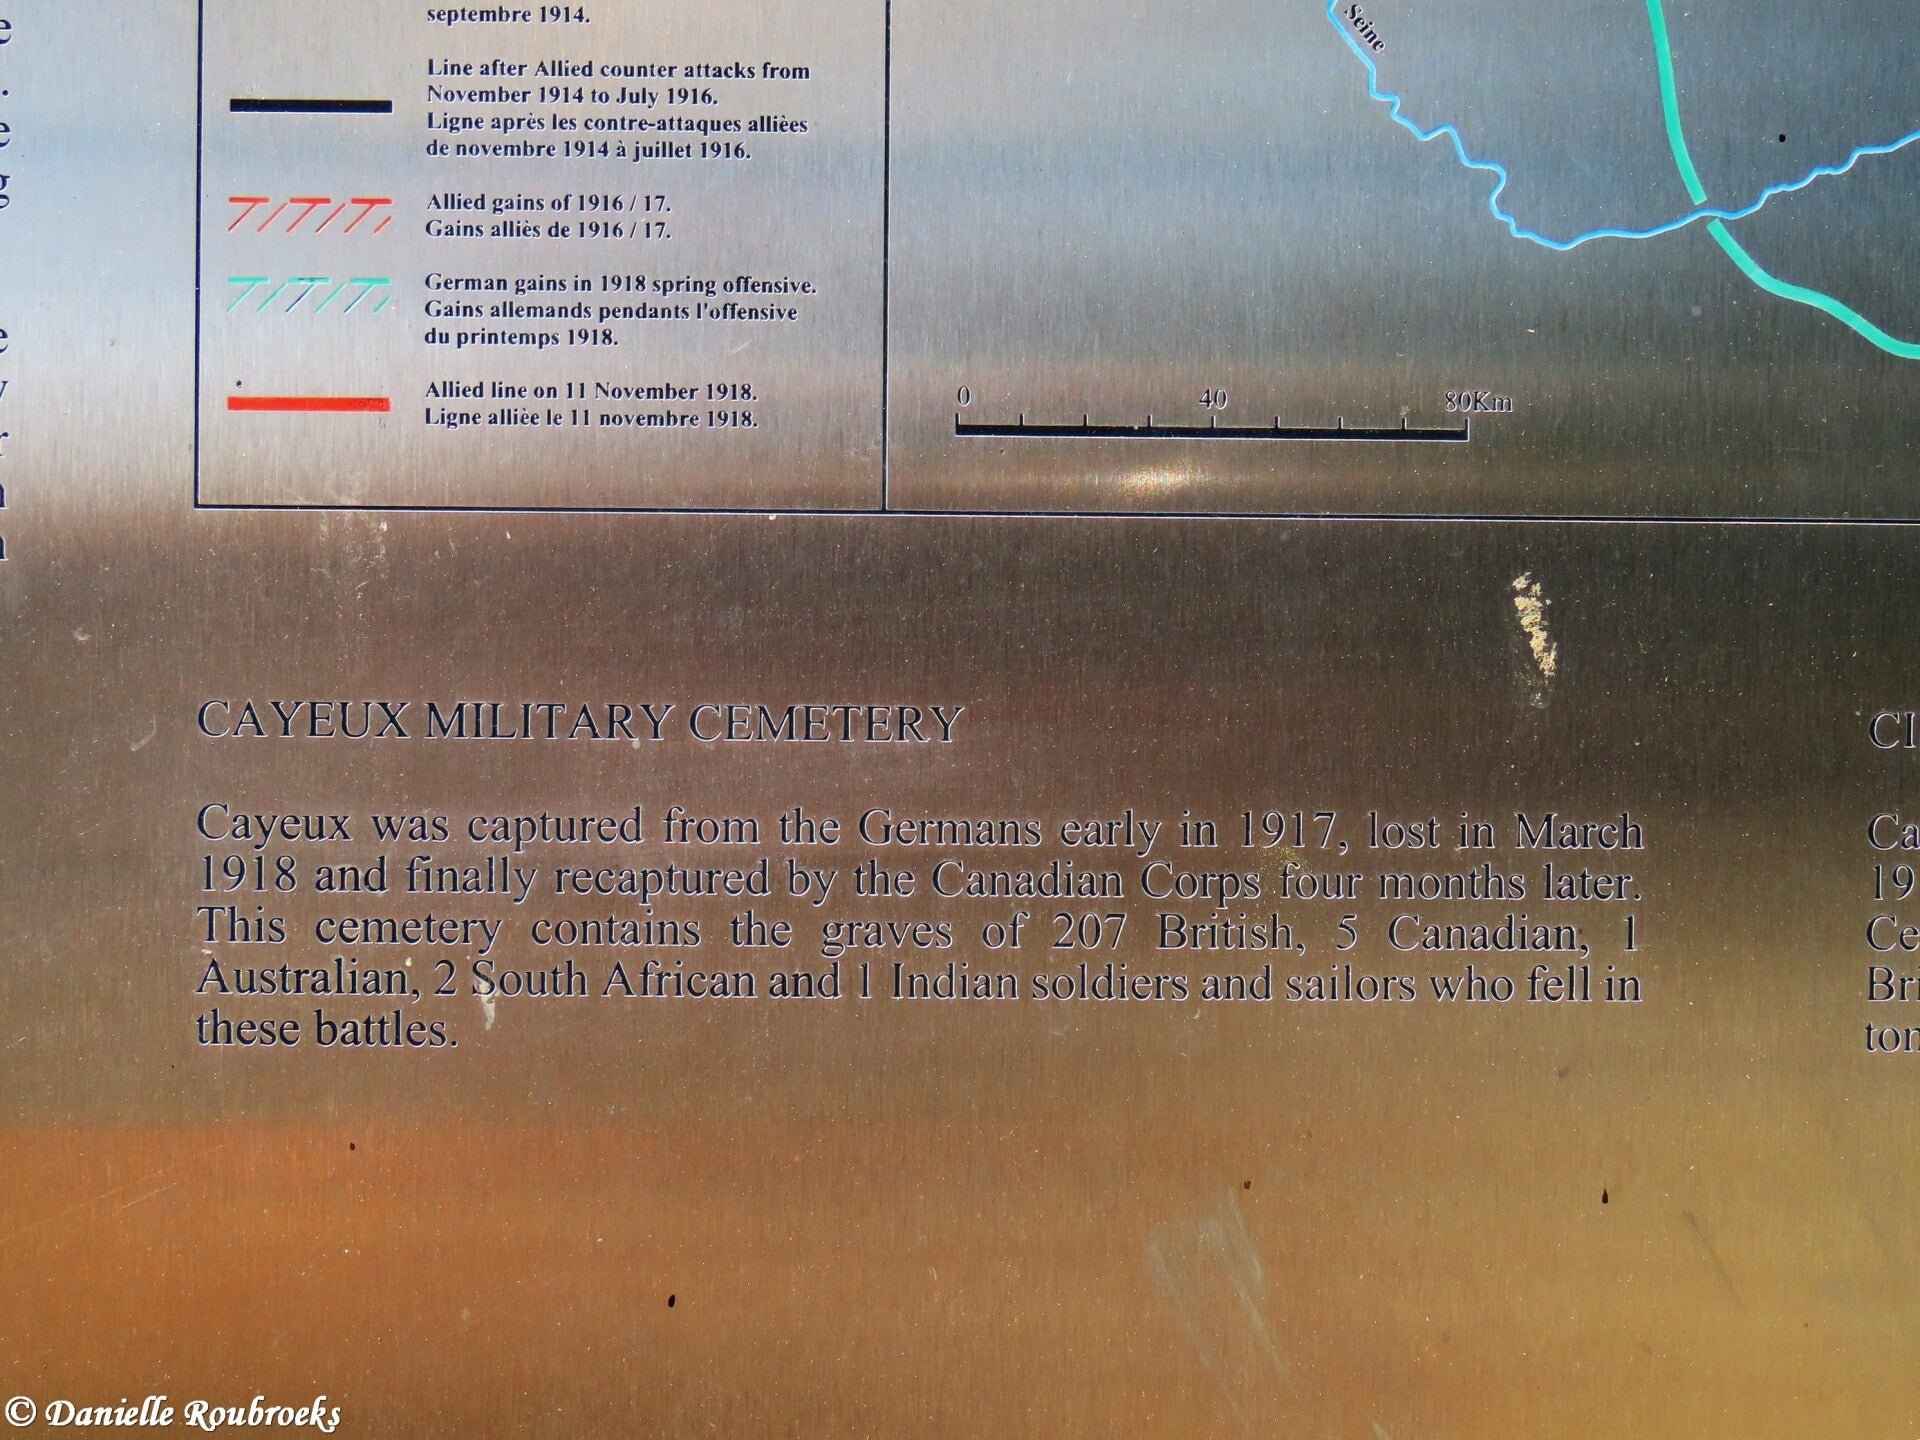 septembre 1914.
Line after Allied counter attacks from
November 1914 to July 1916.
Ligne après les contre-attaques allièes
de novembre 1914 à juillet 1916.
Allied gains of 1916 / 17.
Gains alliès de 1916 / 17.
German gains in 1918 spring offensive.
Gains allemands pendants l'offensive
du printemps 1918.
Allied line on 11 November 1918.
Ligne allièe le 11 novembre 1918.
Seine
0 40 80Km
CAYEUX MILITARY CEMETERY
Cayeux was captured from the Germans early in 1917, lost in March
1918 and finally recaptured by the Canadian Corps four months later.
This cemetery contains the graves of 207 British, 5 Canadian, 1
Australian, 2 South African and 1 Indian soldiers and sailors who fell in
these battles.
© Danielle Roubroeks